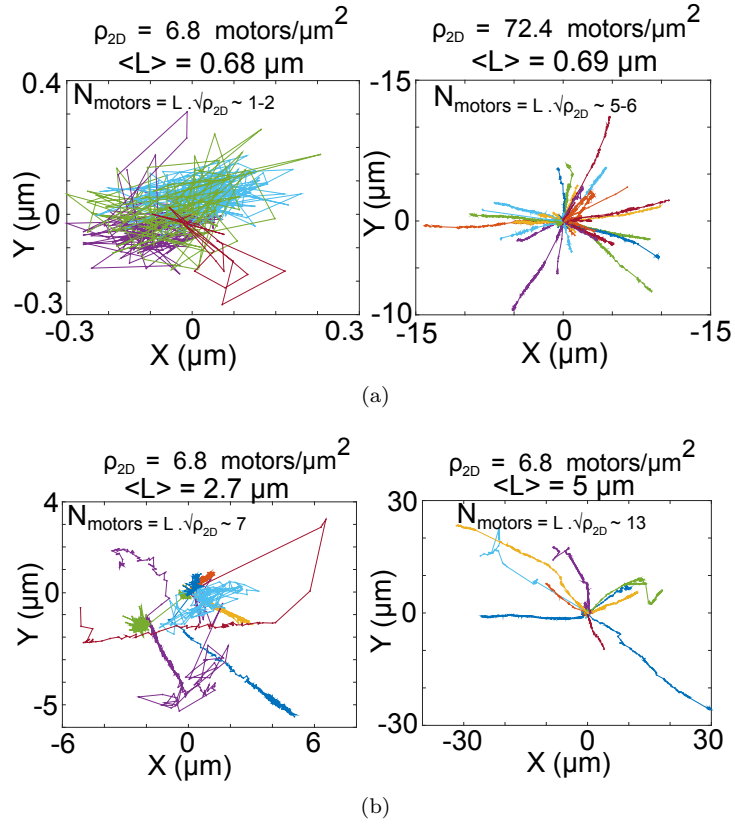 ρ2D = 6.8 motors/µm²
<L> = 0.68 µm
Nmotors = L .√ρ2D ~ 1-2
0.4
0
-0.3
Y (µm)
-0.3
0
0.3
X (µm)
ρ2D = 72.4 motors/µm²
<L> = 0.69 µm
Nmotors = L .√ρ2D ~ 5-6
-15
0
-10
Y (µm)
-15
0
-15
X (µm)
(a)
ρ2D = 6.8 motors/µm²
<L> = 2.7 µm
Nmotors = L .√ρ2D ~ 7
4
0
-5
Y (µm)
-6
0
6
X (µm)
ρ2D = 6.8 motors/µm²
<L> = 5 µm
Nmotors = L .√ρ2D ~ 13
30
0
-30
Y (µm)
-30
0
30
X (µm)
(b)